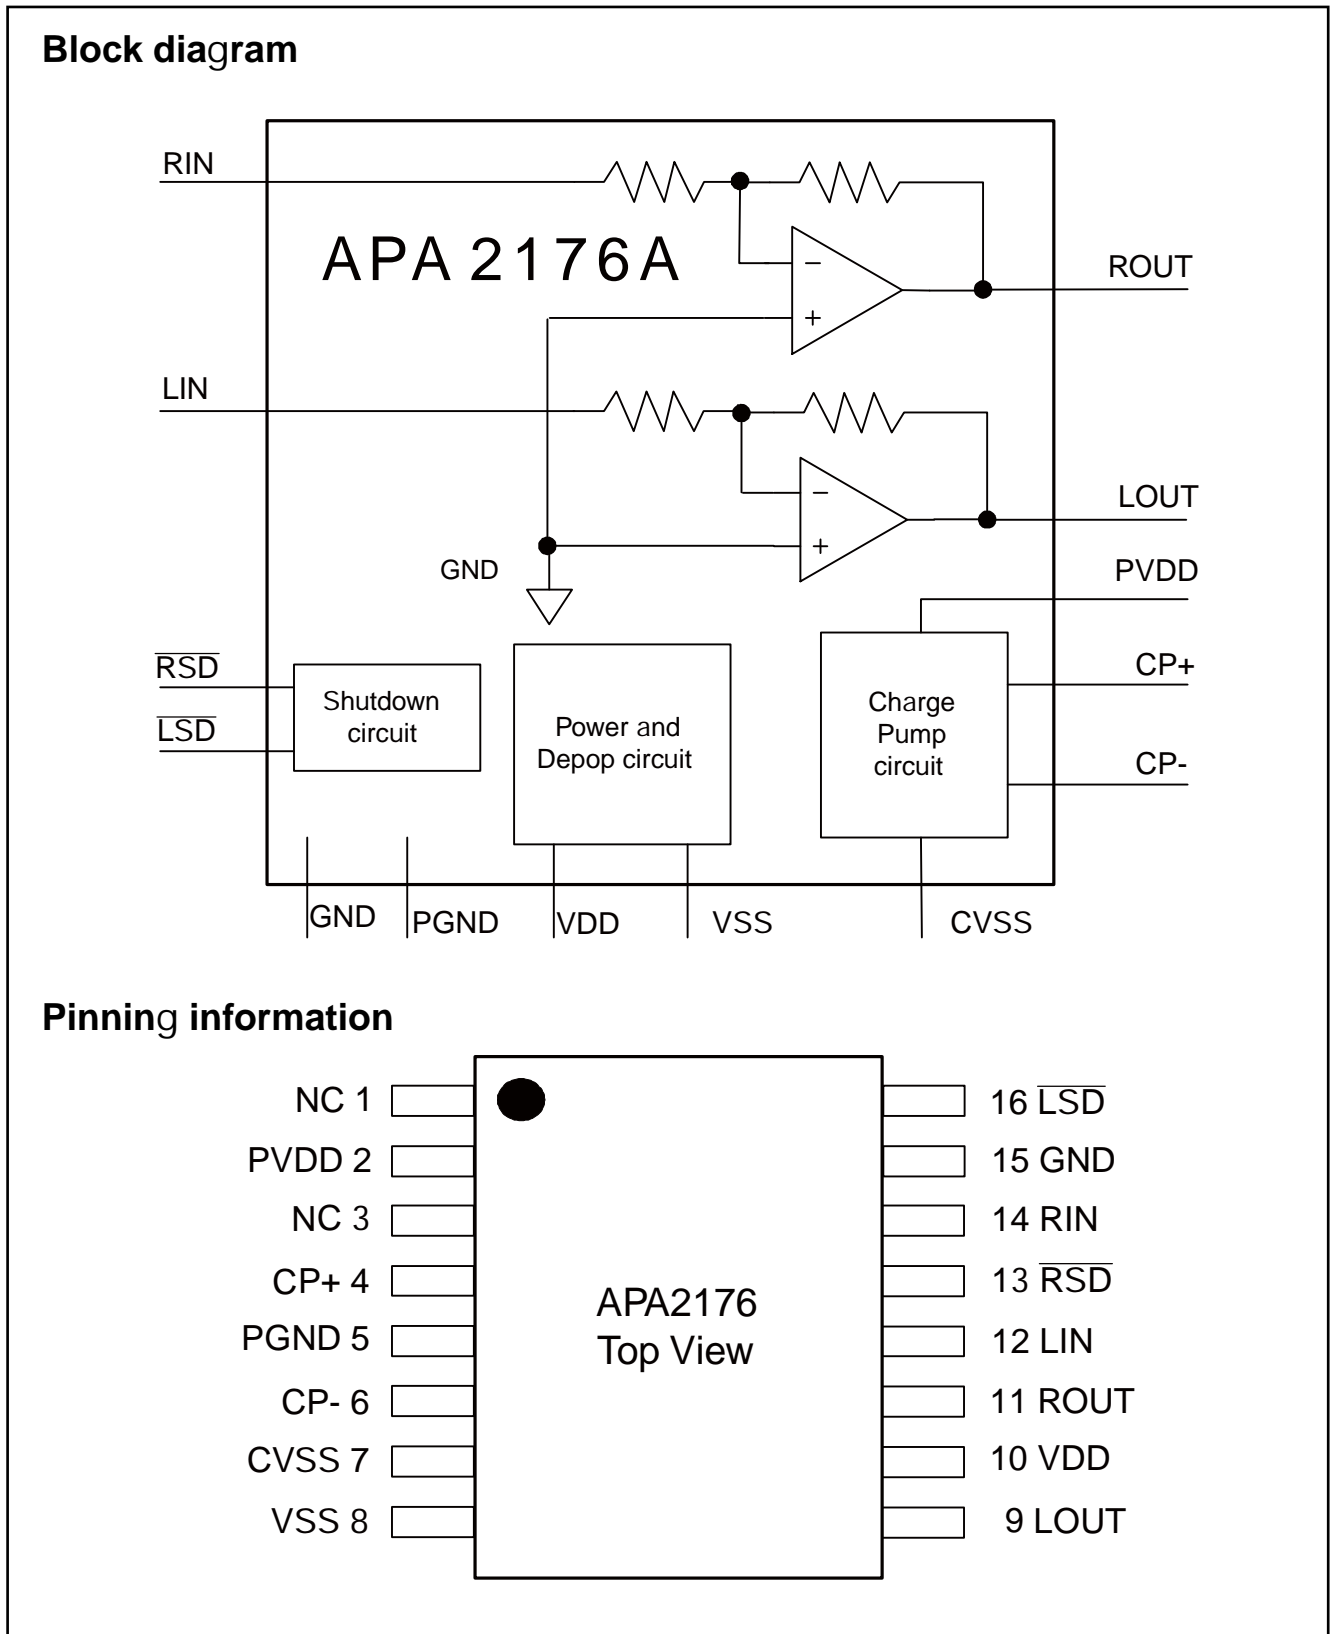 Block diagram
RIN
APA 2176A
ROUT
LIN
LOUT
GND
PVDD
RSD
CP+
Shutdown
circuit
LSD
Power and
Depop circuit
Charge
Pump
circuit
CP-
GND
PGND
VDD
VSS
CVSS
Pinning information
NC 1
PVDD 2
NC 3
CP+ 4
PGND 5
CP- 6
CVSS 7
VSS 8
APA2176
Top View
16 LSD
15 GND
14 RIN
13 RSD
12 LIN
11 ROUT
10 VDD
9 LOUT